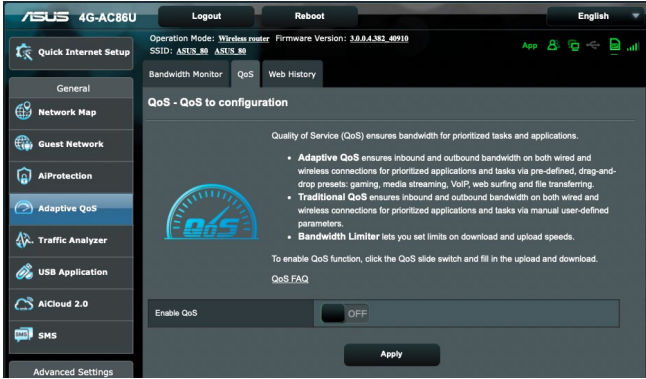 ASUS 4G-AC86U
Logout
Reboot
English
Operation Mode: Wireless router Firmware Version: 3.0.0.4.382_40910
SSID: ASUS_80 ASUS_80
App
Quick Internet Setup
General
Network Map
Guest Network
AiProtection
Adaptive QoS
Traffic Analyzer
USB Application
AiCloud 2.0
SMS
SMS
Advanced Settings
Bandwidth Monitor
QoS
Web History
QoS - QoS to configuration
QoS
Quality of Service (QoS) ensures bandwidth for prioritized tasks and applications.
• Adaptive QoS ensures inbound and outbound bandwidth on both wired and
wireless connections for prioritized applications and tasks via pre-defined, drag-and-
drop presets: gaming, media streaming, VoIP, web surfing and file transferring.
• Traditional QoS ensures inbound and outbound bandwidth on both wired and
wireless connections for prioritized applications and tasks via manual user-defined
parameters.
• Bandwidth Limiter lets you set limits on download and upload speeds.
To enable QoS function, click the QoS slide switch and fill in the upload and download.
QoS FAQ
Enable QoS
OFF
Apply